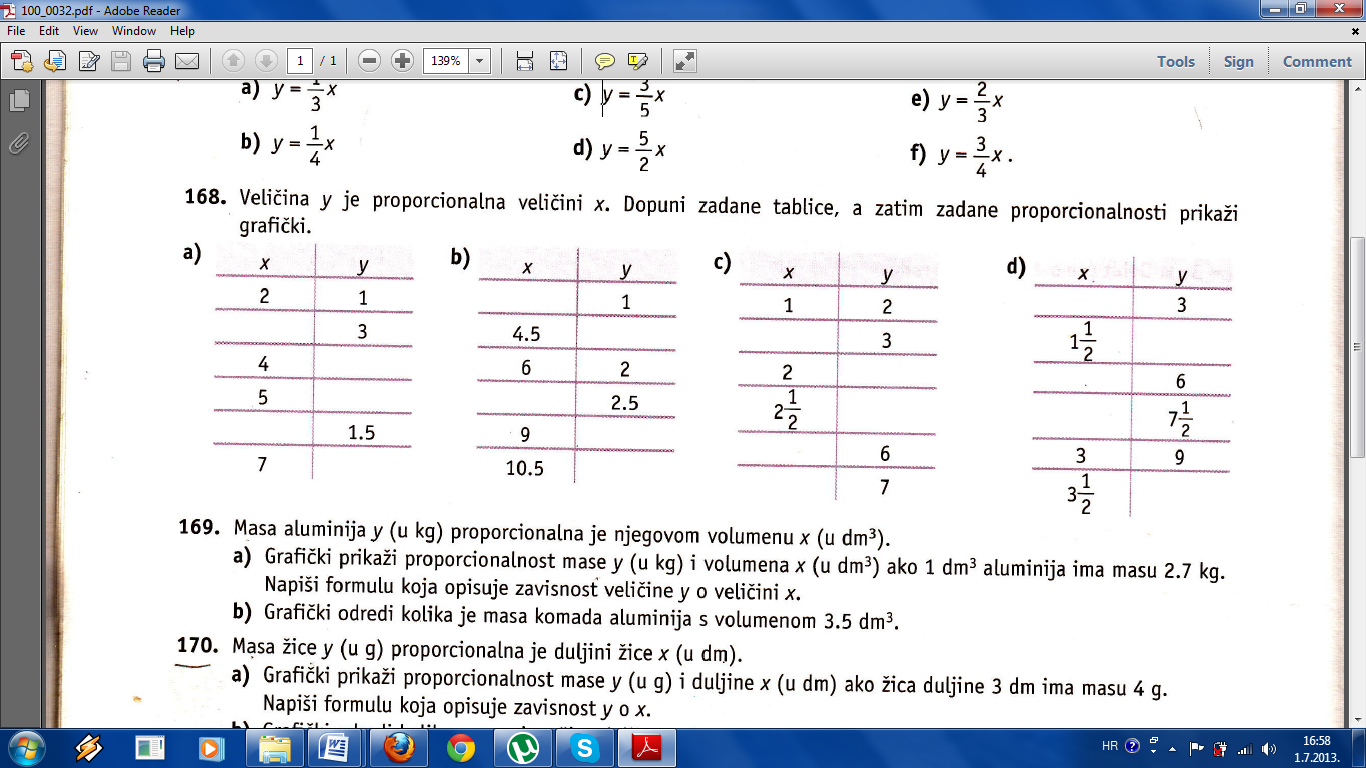 100_0032.pdf - Adobe Reader
File Edit View Window Help
1 / 1 139% Tools Sign Comment
a) y = 1/3 x c) y = 3/5 x e) y = 2/3 x
b) y = 1/4 x d) y = 5/2 x f) y = 3/4 x .
168. Veličina y je proporcionalna veličini x. Dopuni zadane tablice, a zatim zadane proporcionalnosti prikaži
grafički.
a)
x y
2 1
3
4
5
1.5
7
b)
x y
1
4.5
6 2
2.5
9
10.5
c)
x y
1 2
3
2
2 1/2
6
7
d)
x y
3
1 1/2
6
7 1/2
3 9
3 1/2
169. Masa aluminija y (u kg) proporcionalna je njegovom volumenu x (u dm³).
a) Grafički prikaži proporcionalnost mase y (u kg) i volumena x (u dm³) ako 1 dm³ aluminija ima masu 2.7 kg.
Napiši formulu koja opisuje zavisnost veličine y o veličini x.
b) Grafički odredi kolika je masa komada aluminija s volumenom 3.5 dm³.
170. Masa žice y (u g) proporcionalna je duljini žice x (u dm).
a) Grafički prikaži proporcionalnost mase y (u g) i duljine x (u dm) ako žica duljine 3 dm ima masu 4 g.
Napiši formulu koja opisuje zavisnost y o x.
HR 16:58
1.7.2013.